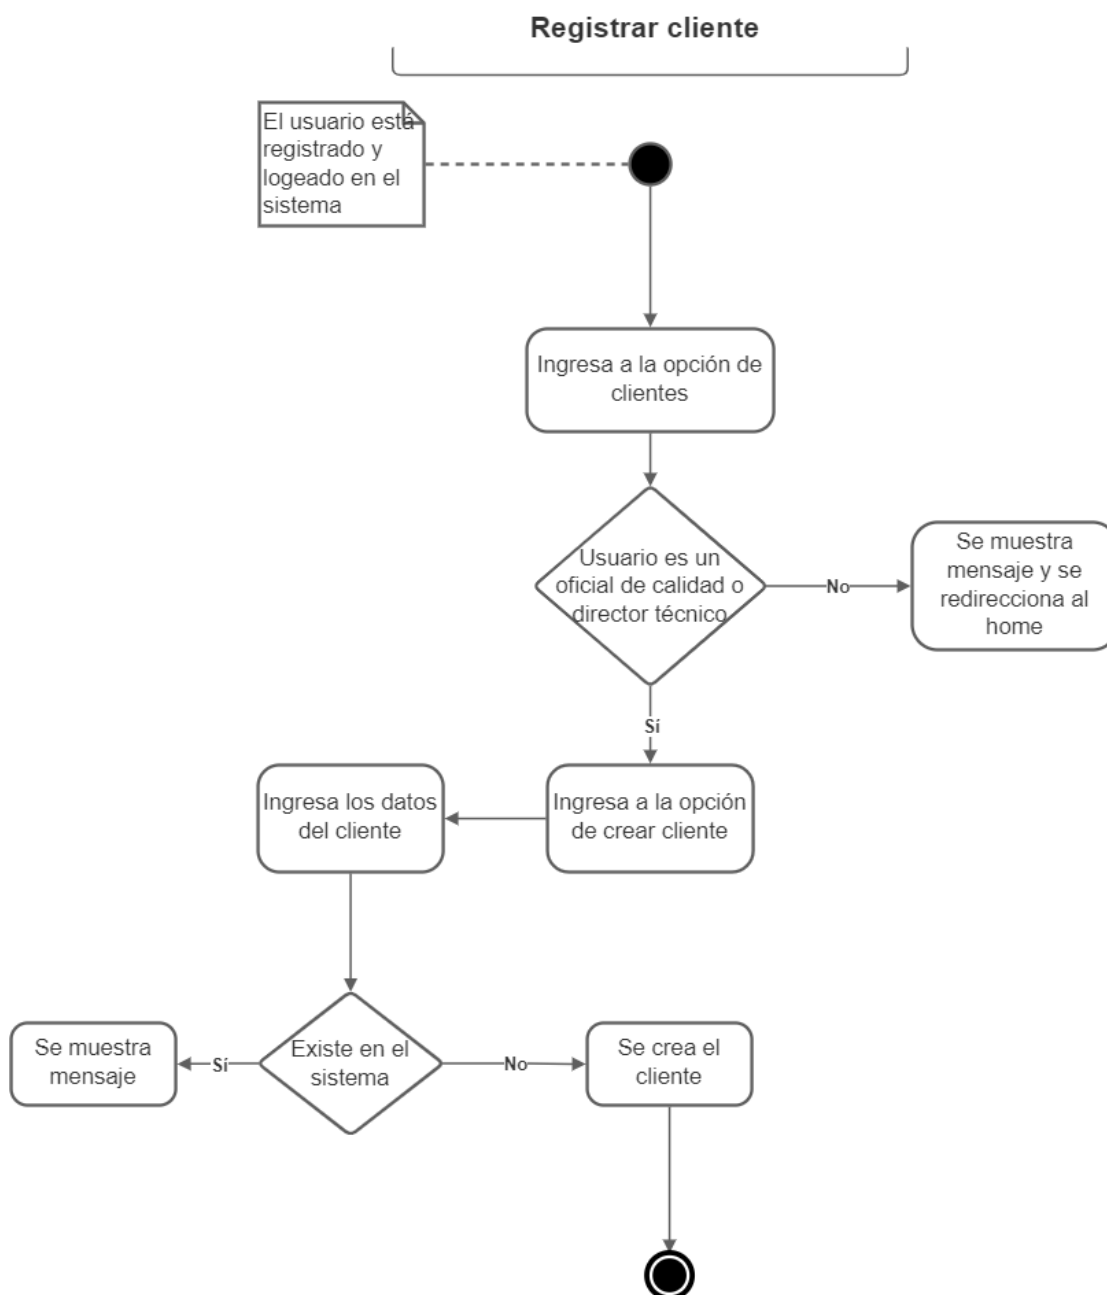 Registrar cliente
El usuario está
registrado y
logeado en el
sistema
Ingresa a la opción de
clientes
Usuario es un
oficial de calidad o
director técnico
No
Se muestra
mensaje y se
redirecciona al
home
Sí
Ingresa los datos
del cliente
Ingresa a la opción
de crear cliente
Se muestra
mensaje
Sí
Existe en el
sistema
No
Se crea el
cliente